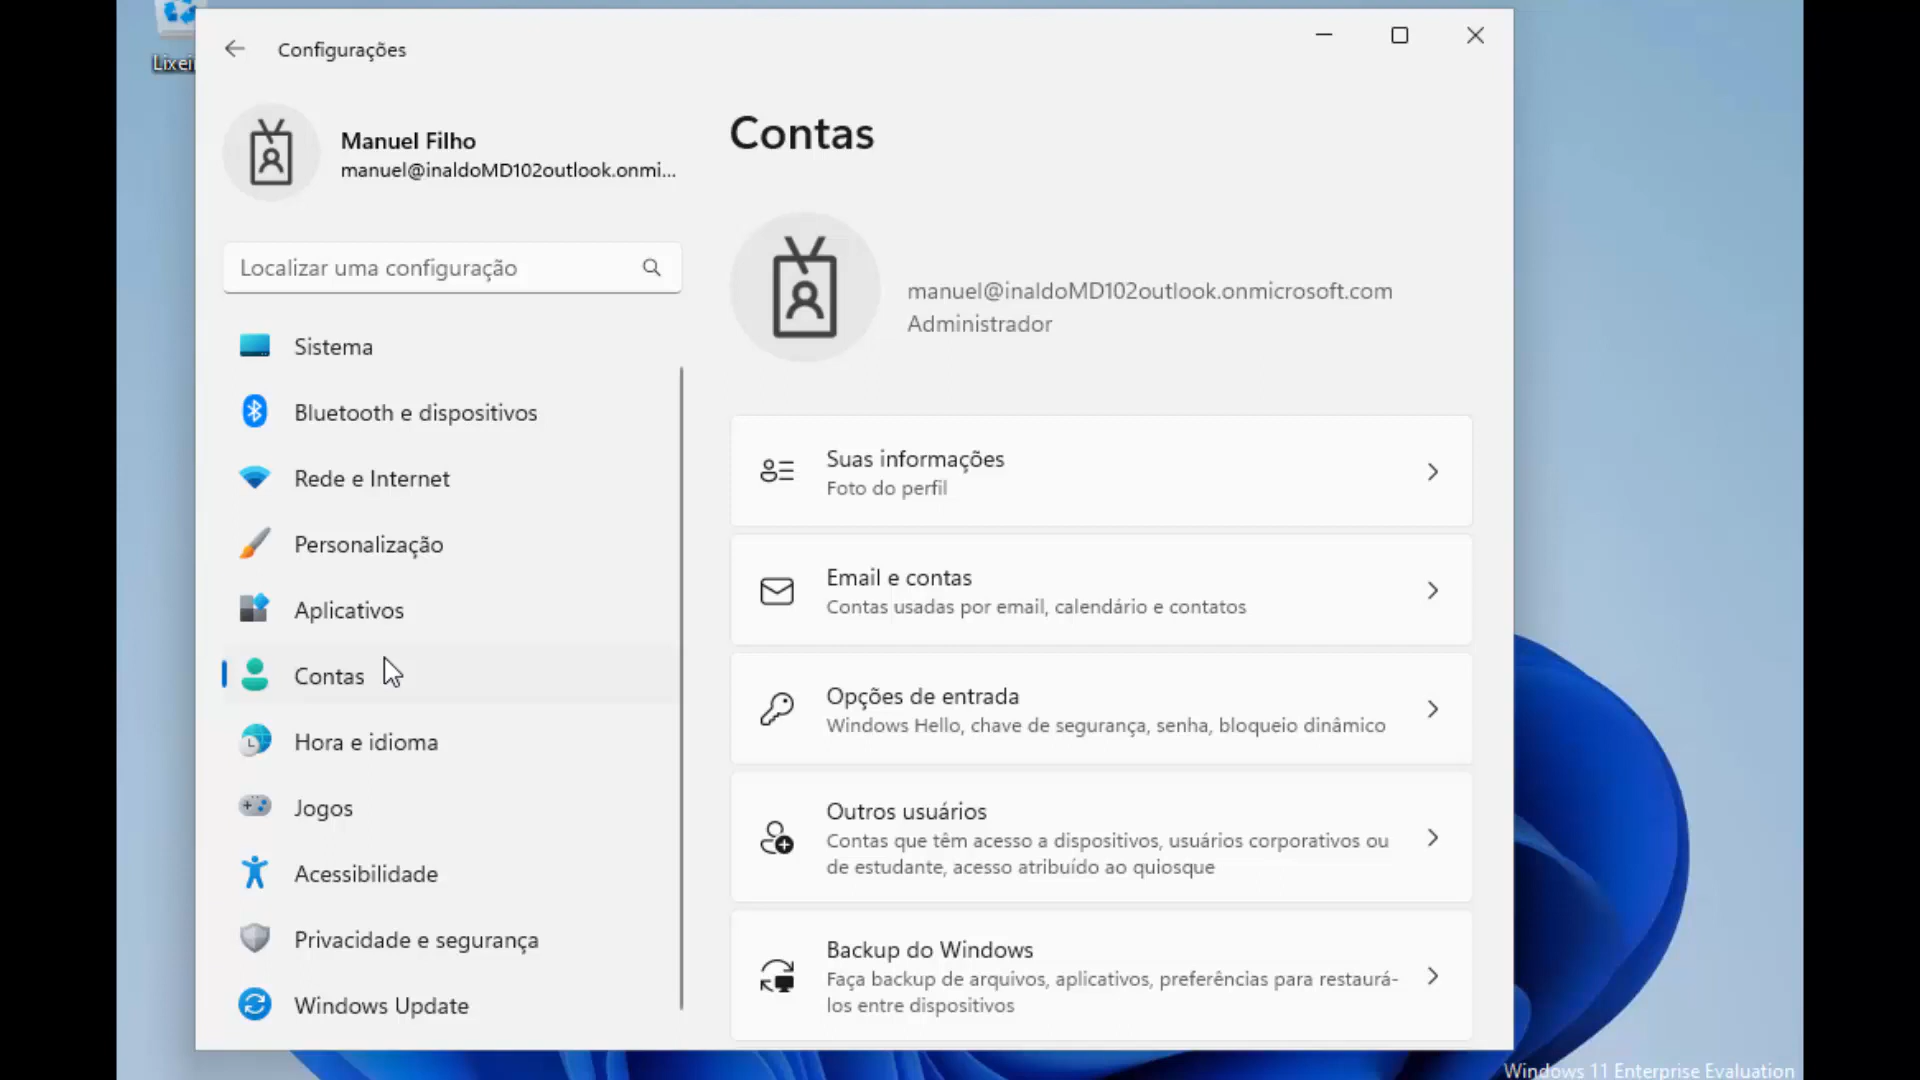 Lixei
Configurações
Manuel Filho
manuel@inaldoMD102outlook.onmi...
Localizar uma configuração
Sistema
Bluetooth e dispositivos
Rede e Internet
Personalização
Aplicativos
Contas
Hora e idioma
Jogos
Acessibilidade
Privacidade e segurança
Windows Update
Contas
manuel@inaldoMD102outlook.onmicrosoft.com
Administrador
Suas informações
Foto do perfil
Email e contas
Contas usadas por email, calendário e contatos
Opções de entrada
Windows Hello, chave de segurança, senha, bloqueio dinâmico
Outros usuários
Contas que têm acesso a dispositivos, usuários corporativos ou
de estudante, acesso atribuído ao quiosque
Backup do Windows
Faça backup de arquivos, aplicativos, preferências para restaurá-
los entre dispositivos
Windows 11 Enterprise Evaluation